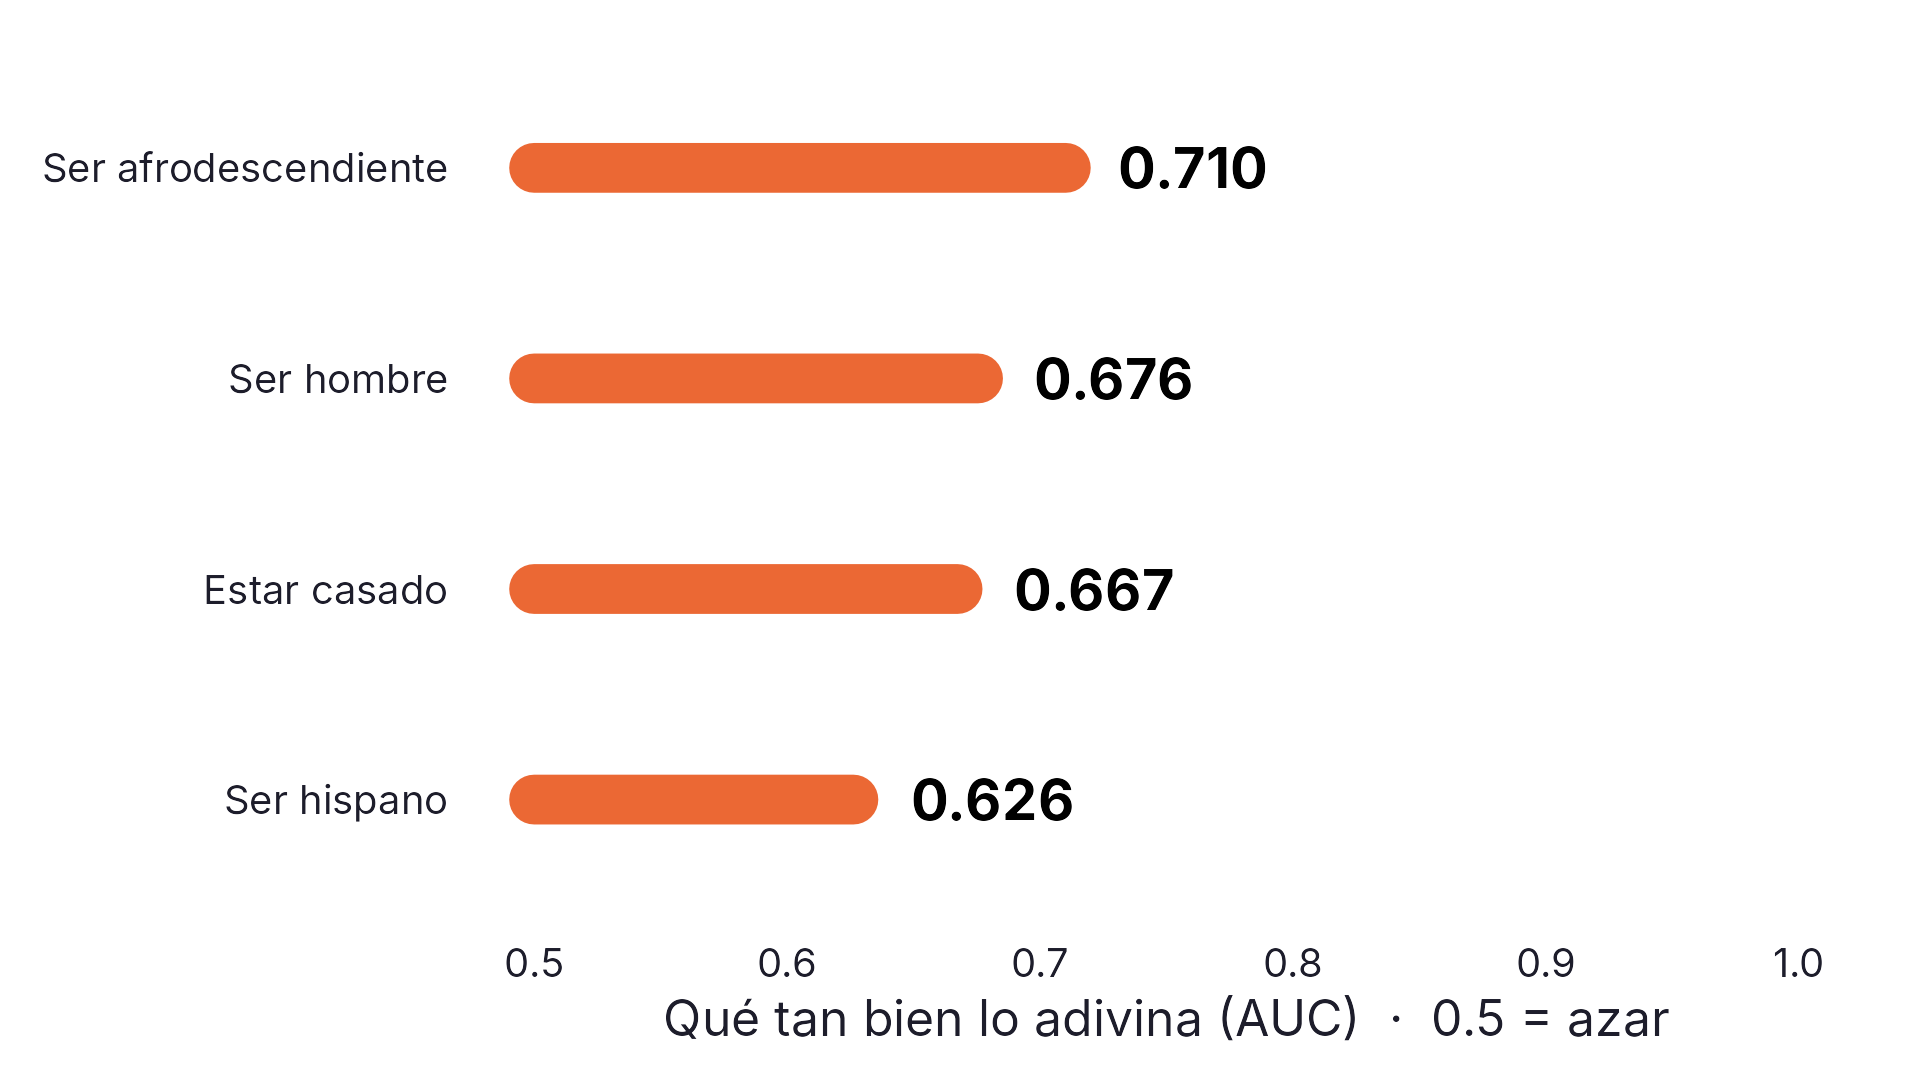 Ser afrodescendiente 0.710
Ser hombre 0.676
Estar casado 0.667
Ser hispano 0.626
0.5 0.6 0.7 0.8 0.9 1.0
Qué tan bien lo adivina (AUC) · 0.5 = azar